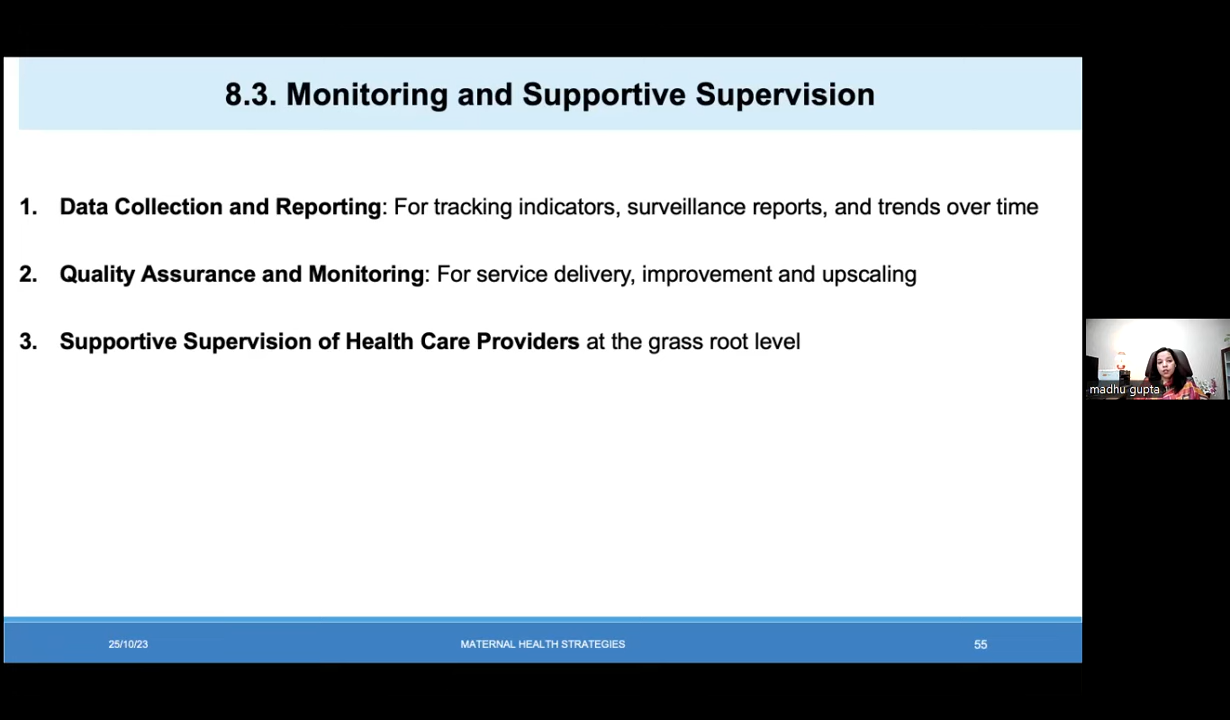 8.3. Monitoring and Supportive Supervision
1. Data Collection and Reporting: For tracking indicators, surveillance reports, and trends over time
2. Quality Assurance and Monitoring: For service delivery, improvement and upscaling
3. Supportive Supervision of Health Care Providers at the grass root level
madhu gupta
25/10/23 MATERNAL HEALTH STRATEGIES 55